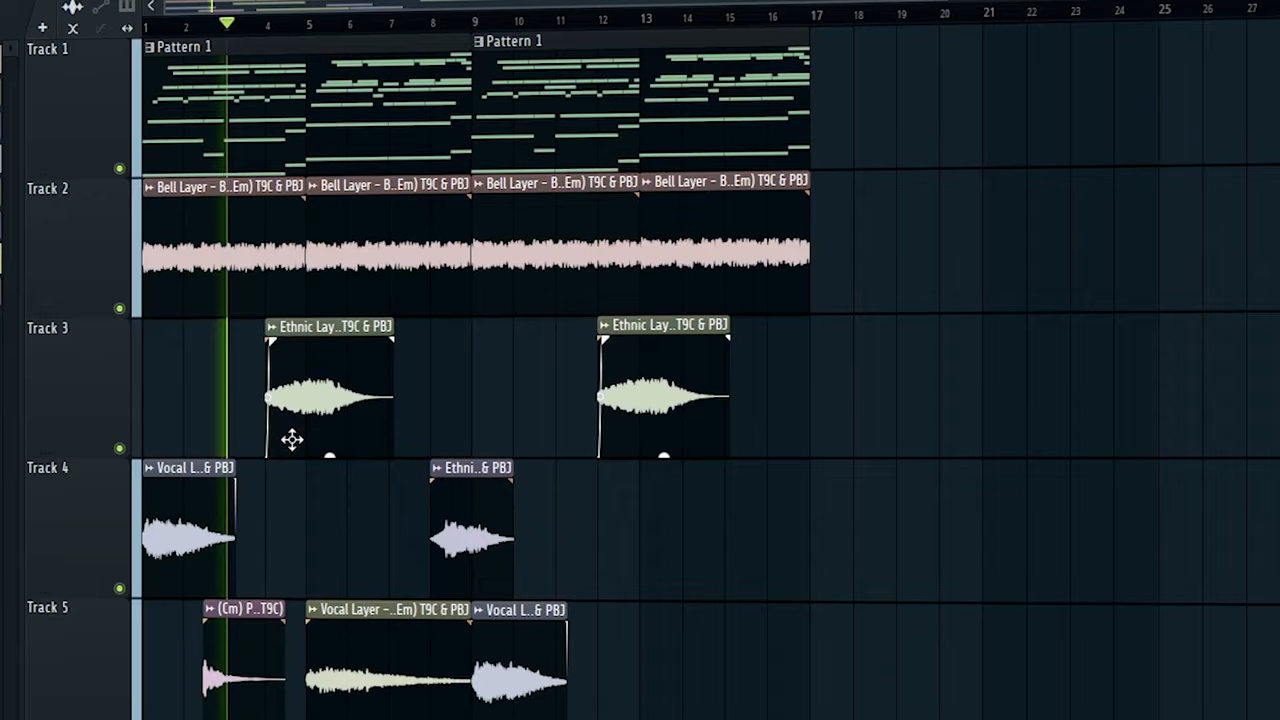 1 2 4 5 6 7 8 9 10 11 12 13 14 15 16 17 18 19 20 21 22 23 24 25 26 27
Track 1
Pattern 1 Pattern 1
Track 2
Bell Layer - B..Em) T9C & PBJ Bell Layer - B..Em) T9C & PBJ Bell Layer - B..Em) T9C & PBJ Bell Layer - B..Em) T9C & PBJ
Track 3
Ethnic Lay..T9C & PBJ Ethnic Lay..T9C & PBJ
Track 4
Vocal L..& PBJ Ethni..& PBJ
Track 5
(Cm) P..T9C) Vocal Layer -..Em) T9C & PBJ Vocal L..& PBJ